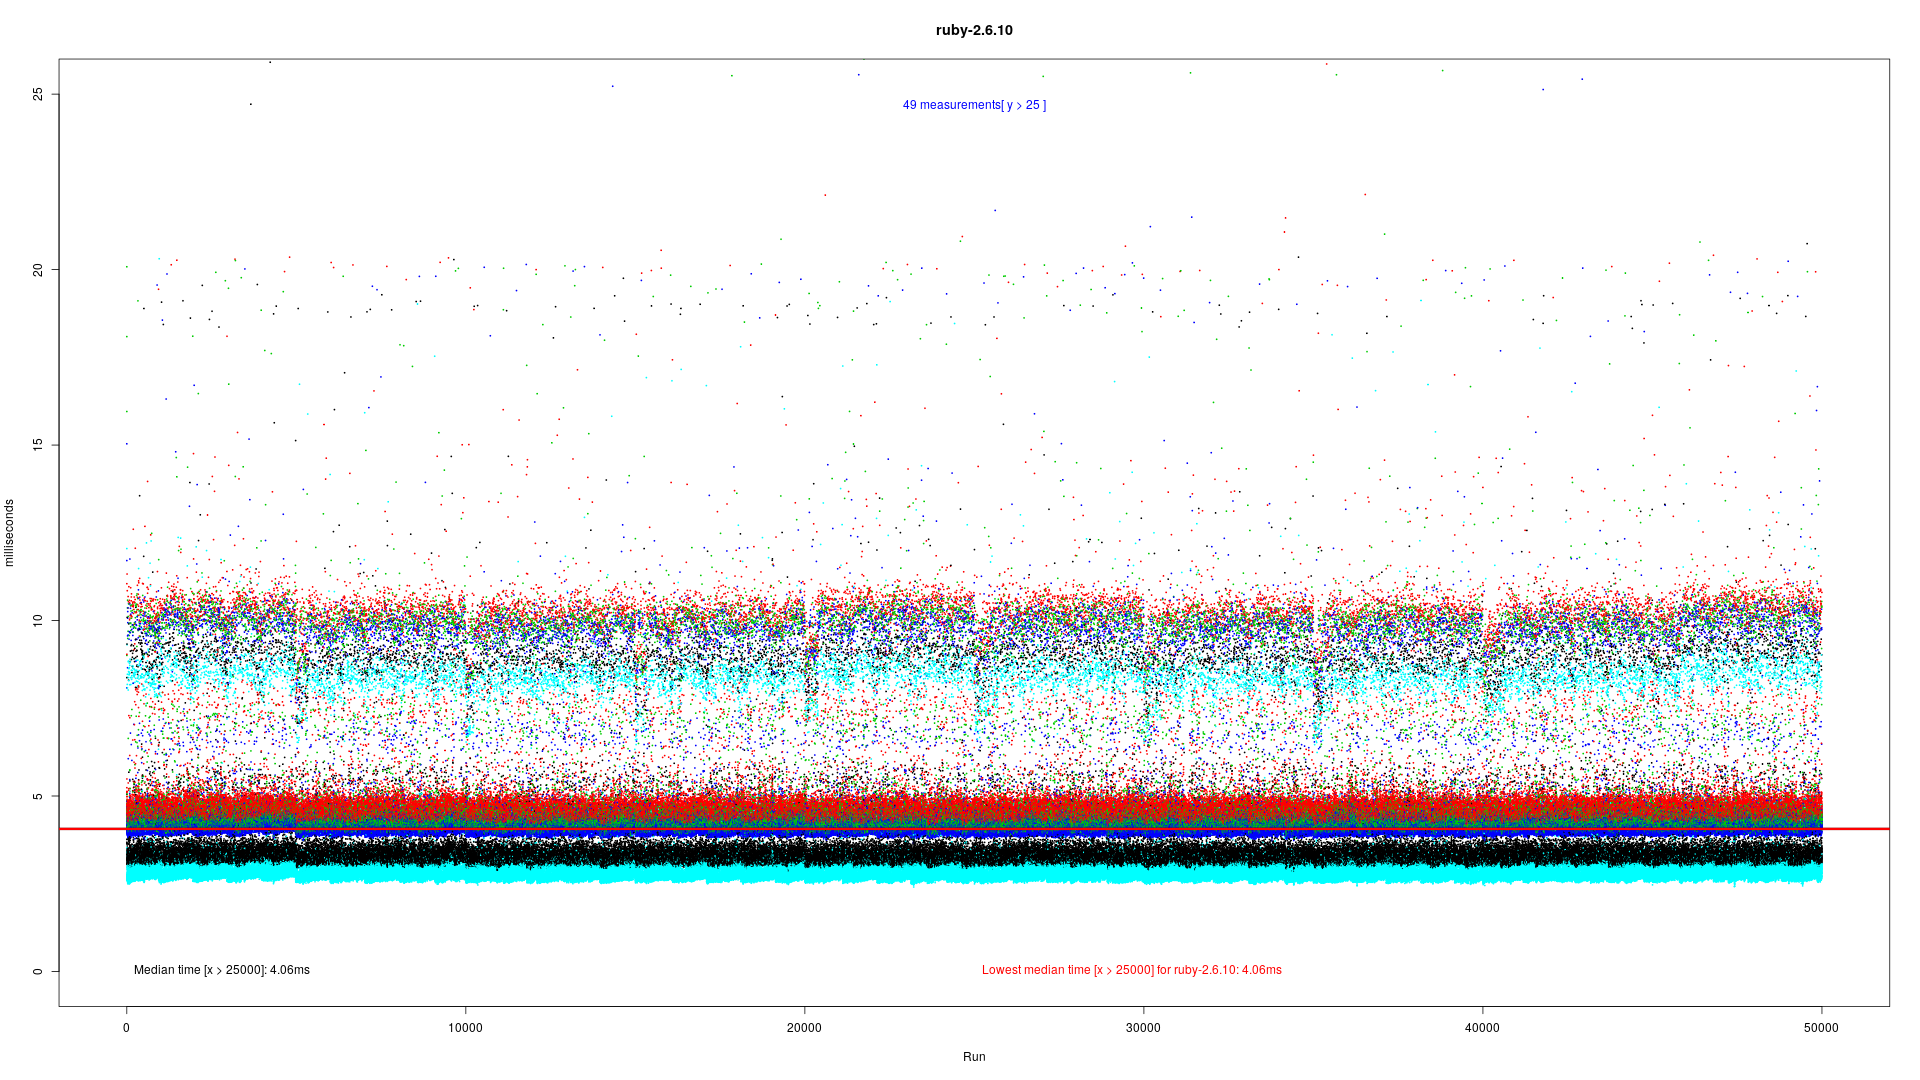 ruby-2.6.10
49 measurements[ y > 25 ]
25
20
15
10
5
0
milliseconds
Median time [x > 25000]: 4.06ms
Lowest median time [x > 25000] for ruby-2.6.10: 4.06ms
0 10000 20000 30000 40000 50000
Run